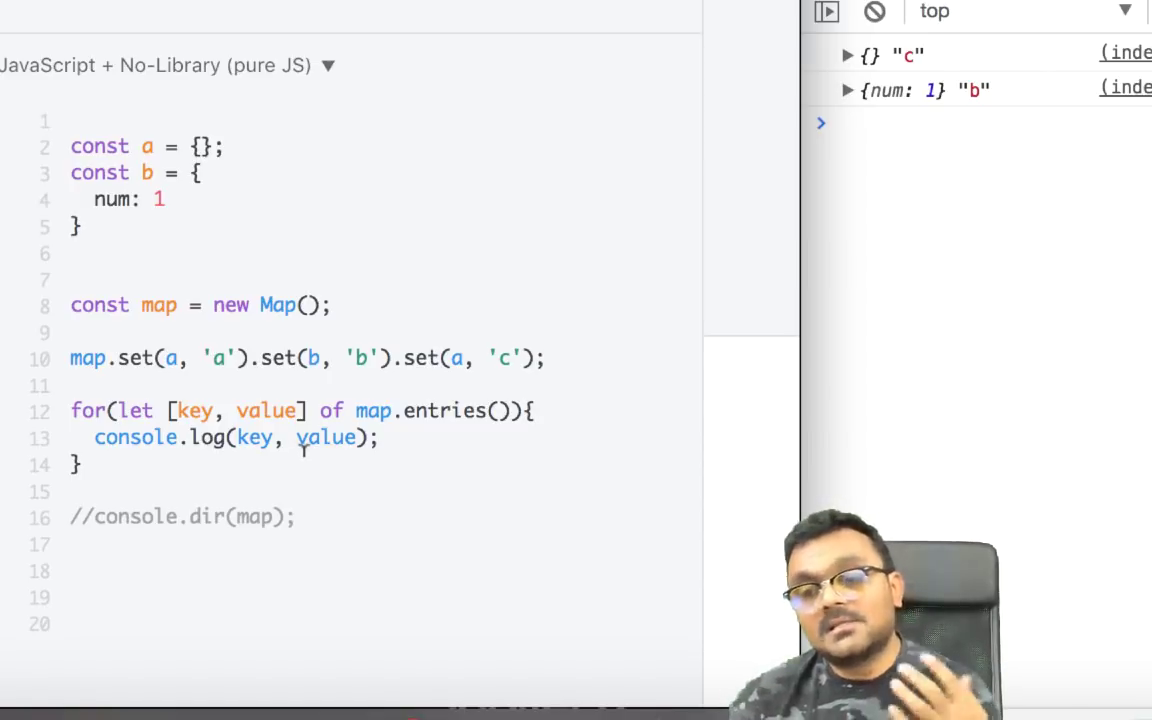 JavaScript + No-Library (pure JS) ▼
1
2 const a = {};
3 const b = {
4 num: 1
5 }
6
7
8 const map = new Map();
9
10 map.set(a, 'a').set(b, 'b').set(a, 'c');
11
12 for(let [key, value] of map.entries()){
13 console.log(key, value);
14 }
15
16 //console.dir(map);
17
18
19
20
top ▼
▶ {} "c" (inde
▶ {num: 1} "b" (inde